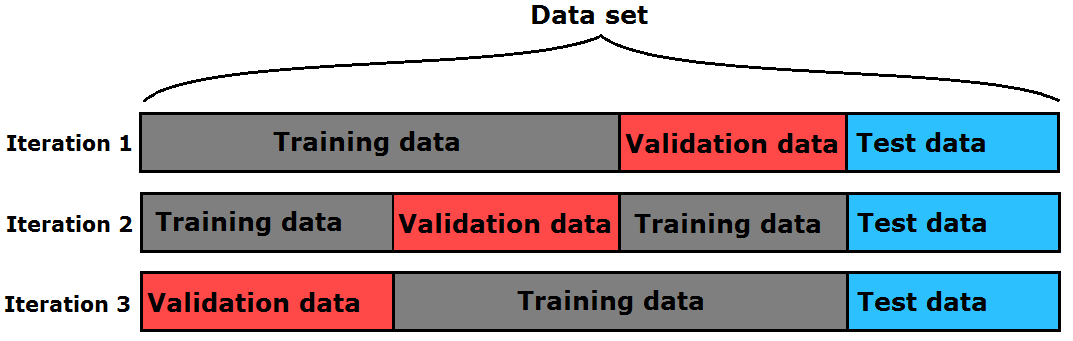 Data set
Iteration 1 Training data Validation data Test data
Iteration 2 Training data Validation data Training data Test data
Iteration 3 Validation data Training data Test data